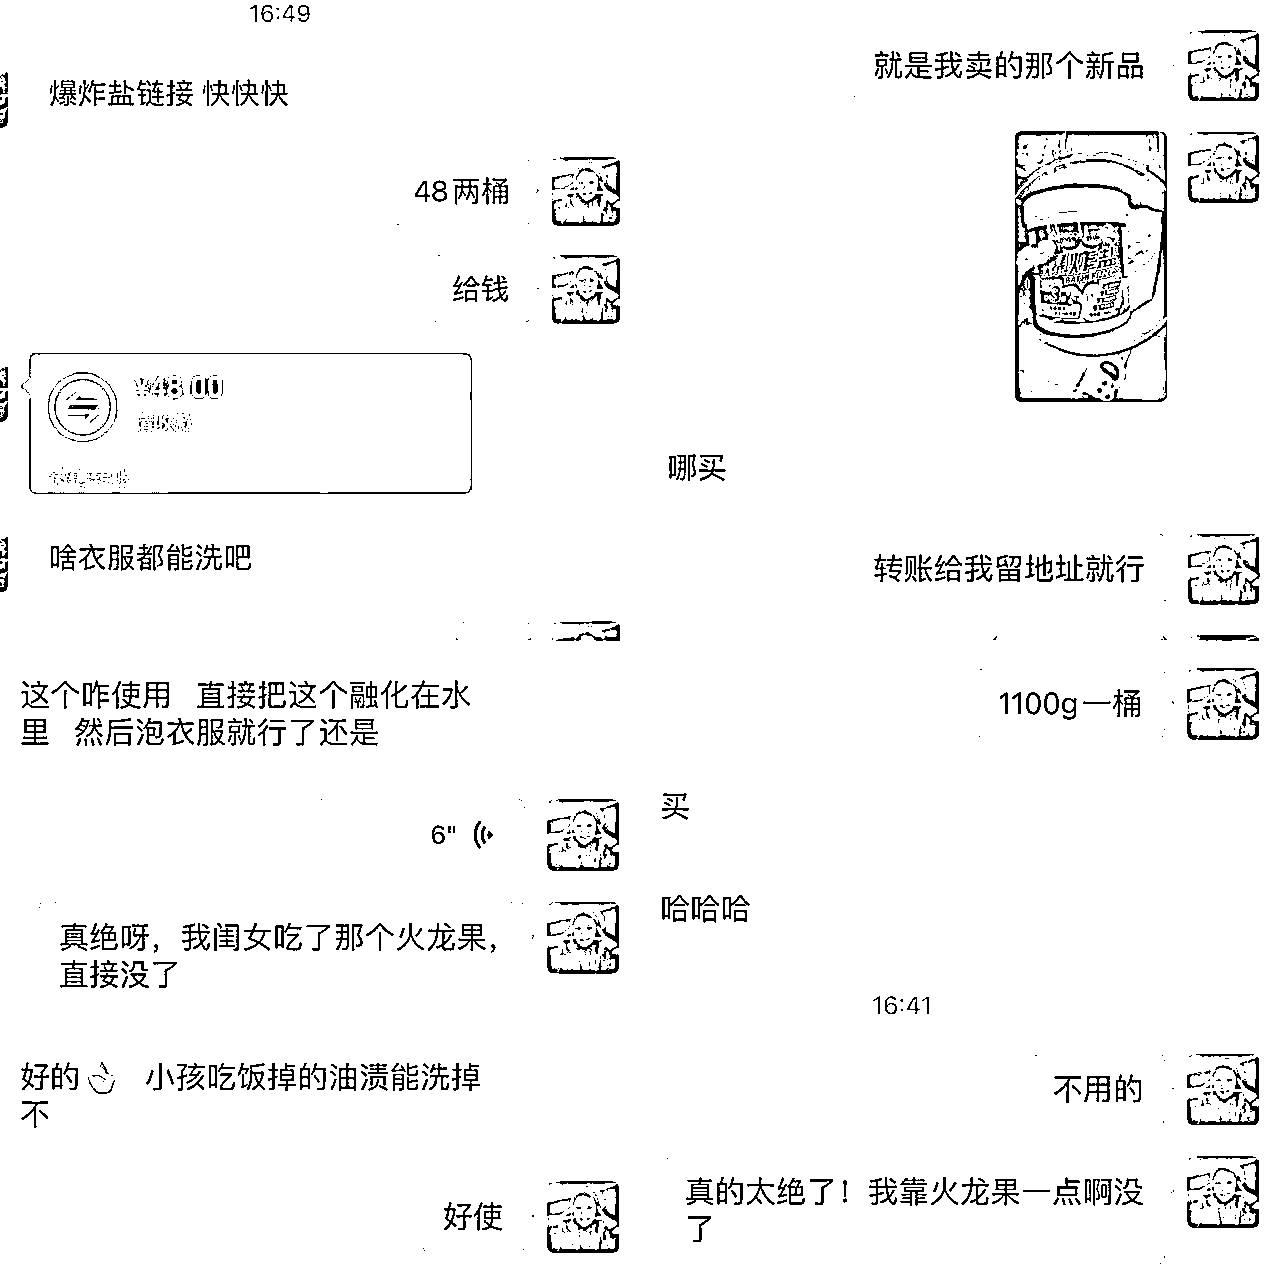 16:49
爆炸盐链接 快快快
48两桶
给钱
¥48.00
啥衣服都能洗吧
就是我卖的那个新品
哪买
转账给我留地址就行
这个咋使用 直接把这个融化在水
里 然后泡衣服就行了还是
6"
真绝呀，我闺女吃了那个火龙果，
直接没了
好的 小孩吃饭掉的油渍能洗掉
不
好使
1100g一桶
买
哈哈哈
16:41
不用的
真的太绝了！我靠火龙果一点啊没
了